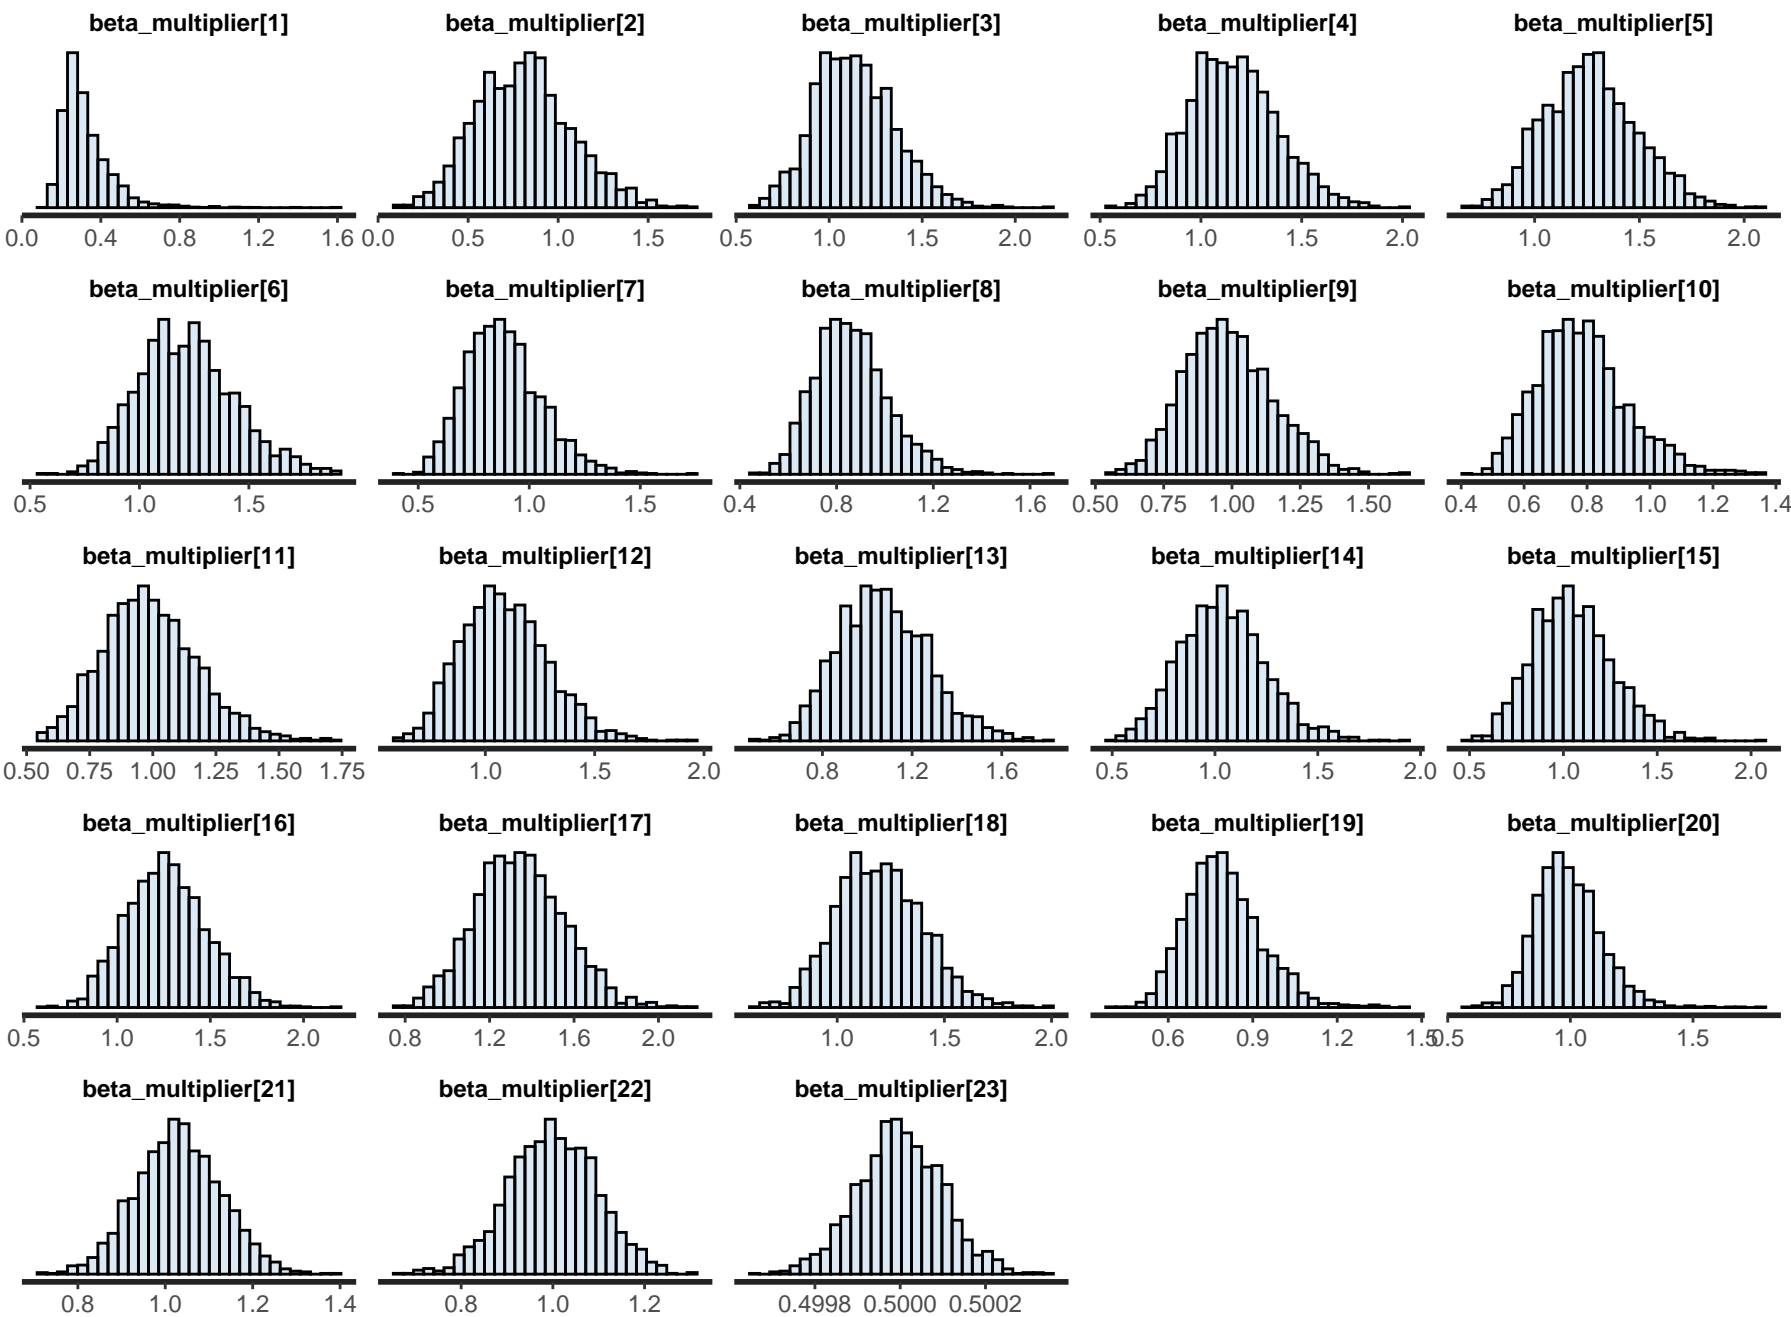 beta_multiplier[1] beta_multiplier[2] beta_multiplier[3] beta_multiplier[4] beta_multiplier[5]
0.0 0.4 0.8 1.2 1.6 0.0 0.5 1.0 1.5 0.5 1.0 1.5 2.0 0.5 1.0 1.5 2.0 1.0 1.5 2.0
beta_multiplier[6] beta_multiplier[7] beta_multiplier[8] beta_multiplier[9] beta_multiplier[10]
0.5 1.0 1.5 0.5 1.0 1.5 0.4 0.8 1.2 1.6 0.50 0.75 1.00 1.25 1.50 0.4 0.6 0.8 1.0 1.2 1.4
beta_multiplier[11] beta_multiplier[12] beta_multiplier[13] beta_multiplier[14] beta_multiplier[15]
0.50 0.75 1.00 1.25 1.50 1.75 1.0 1.5 2.0 0.8 1.2 1.6 0.5 1.0 1.5 2.0 0.5 1.0 1.5 2.0
beta_multiplier[16] beta_multiplier[17] beta_multiplier[18] beta_multiplier[19] beta_multiplier[20]
0.5 1.0 1.5 2.0 0.8 1.2 1.6 2.0 1.0 1.5 2.0 0.6 0.9 1.2 1.5 0.5 1.0 1.5
beta_multiplier[21] beta_multiplier[22] beta_multiplier[23]
0.8 1.0 1.2 1.4 0.8 1.0 1.2 0.4998 0.5000 0.5002